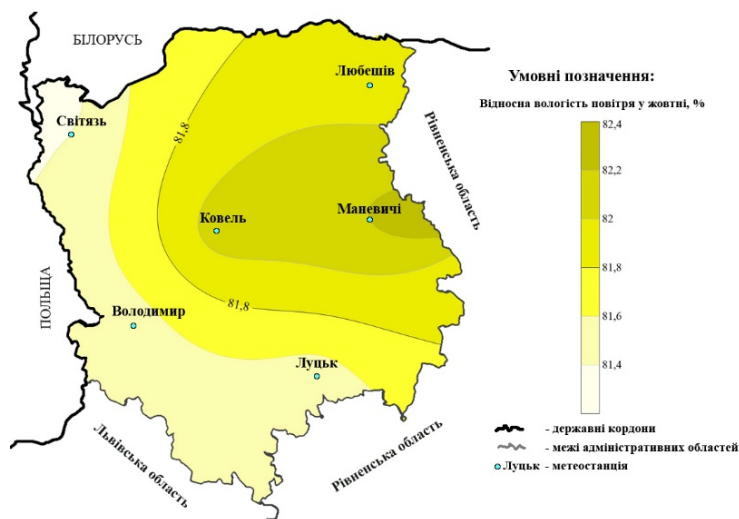 БІЛОРУСЬ
Любешів
Світязь
81,8
Рівненська область
Маневичі
Ковель
ПОЛЬЩА
81,8
Володимир
Луцьк
Львівська область
Рівненська область
Умовні позначення:
Відносна вологість повітря у жовтні, %
82,4
82,2
82
81,8
81,6
81,4
- державні кордони
- межі адміністративних областей
Луцьк - метеостанція